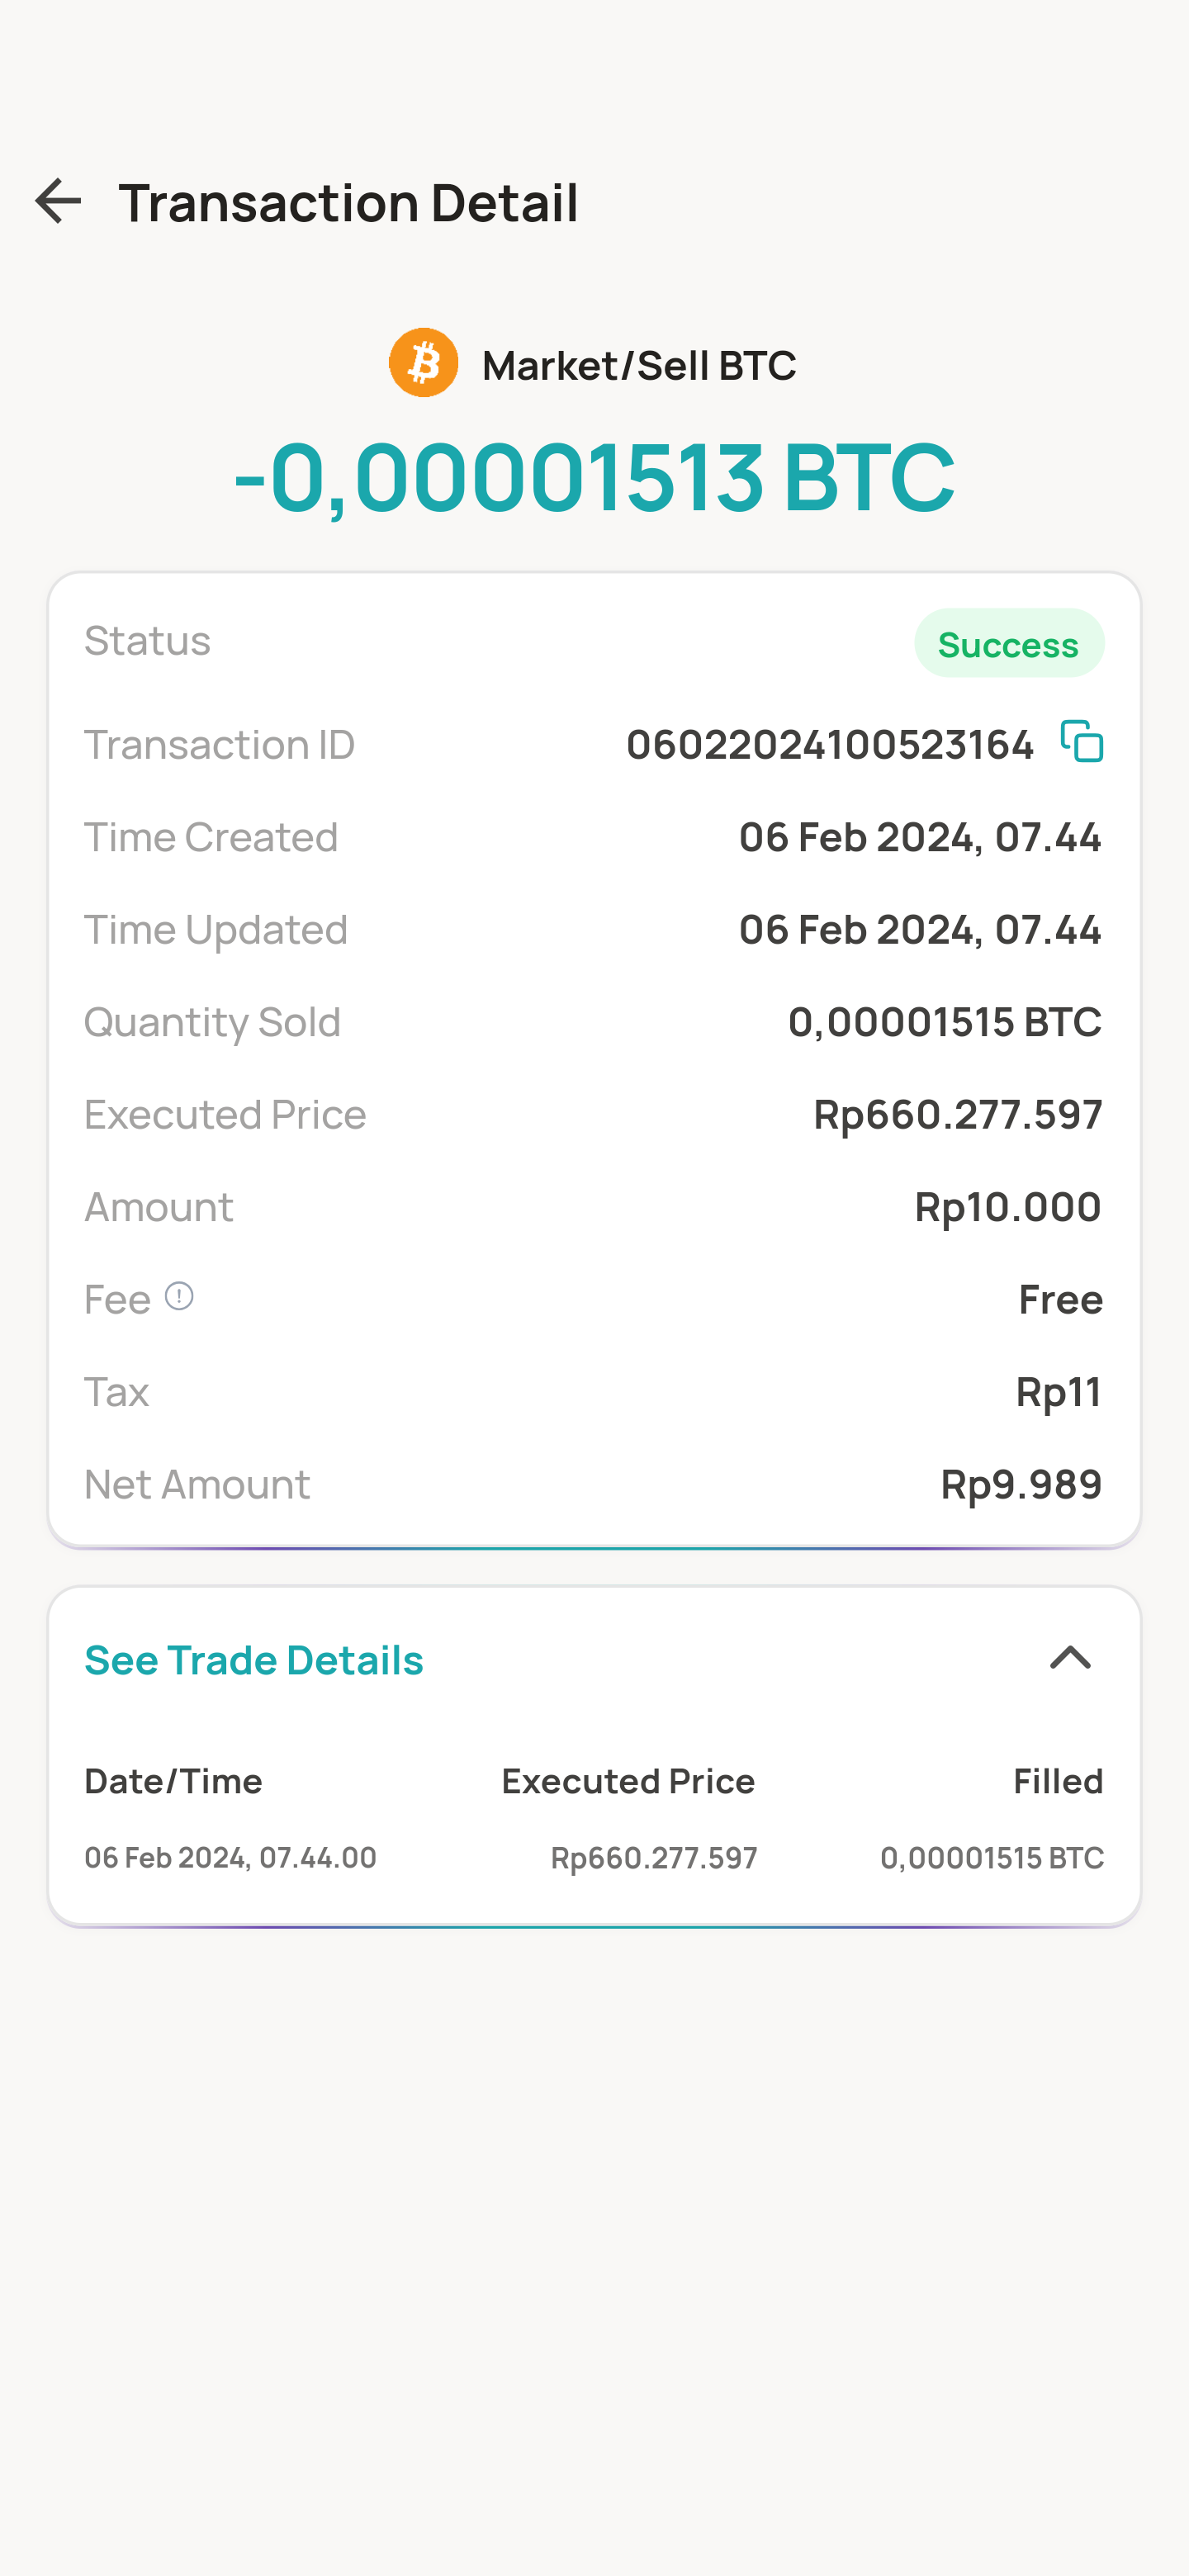 Transaction Detail
Market/Sell BTC
-0,00001513 BTC
Status Success
Transaction ID 06022024100523164
Time Created 06 Feb 2024, 07.44
Time Updated 06 Feb 2024, 07.44
Quantity Sold 0,00001515 BTC
Executed Price Rp660.277.597
Amount Rp10.000
Fee Free
Tax Rp11
Net Amount Rp9.989
See Trade Details
Date/Time Executed Price Filled
06 Feb 2024, 07.44.00 Rp660.277.597 0,00001515 BTC